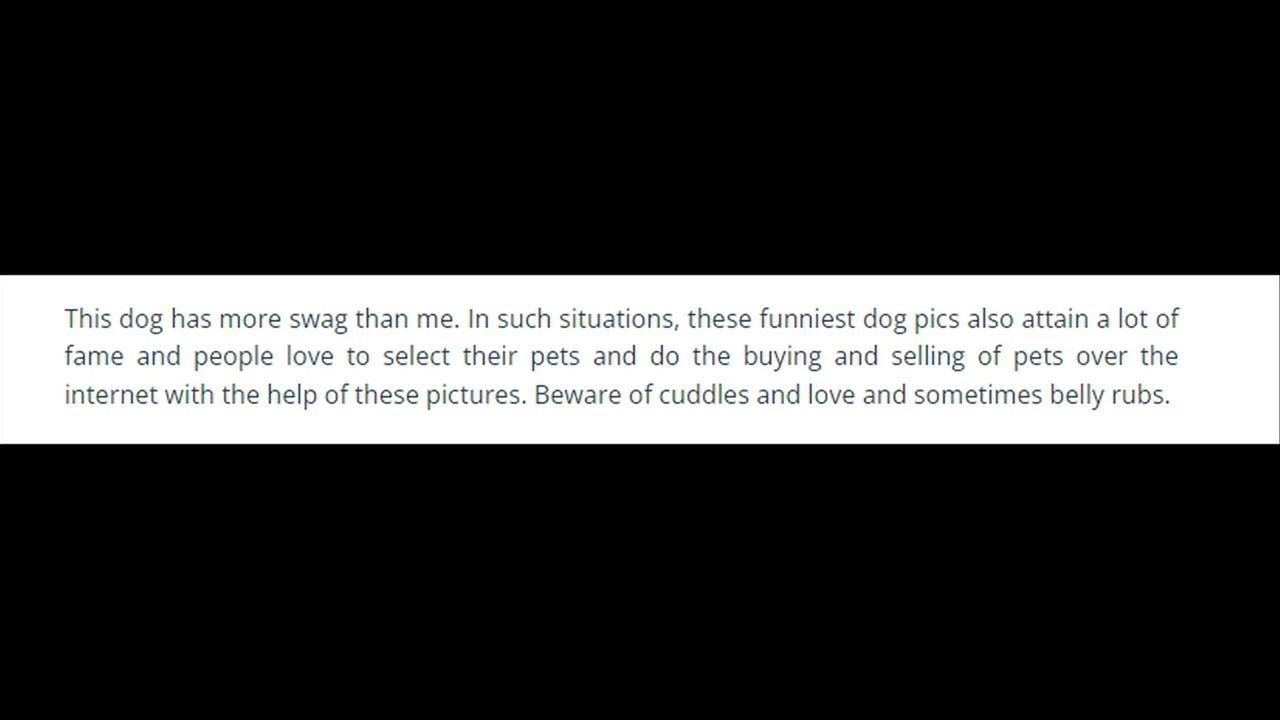 This dog has more swag than me. In such situations, these funniest dog pics also attain a lot of
fame and people love to select their pets and do the buying and selling of pets over the
internet with the help of these pictures. Beware of cuddles and love and sometimes belly rubs.